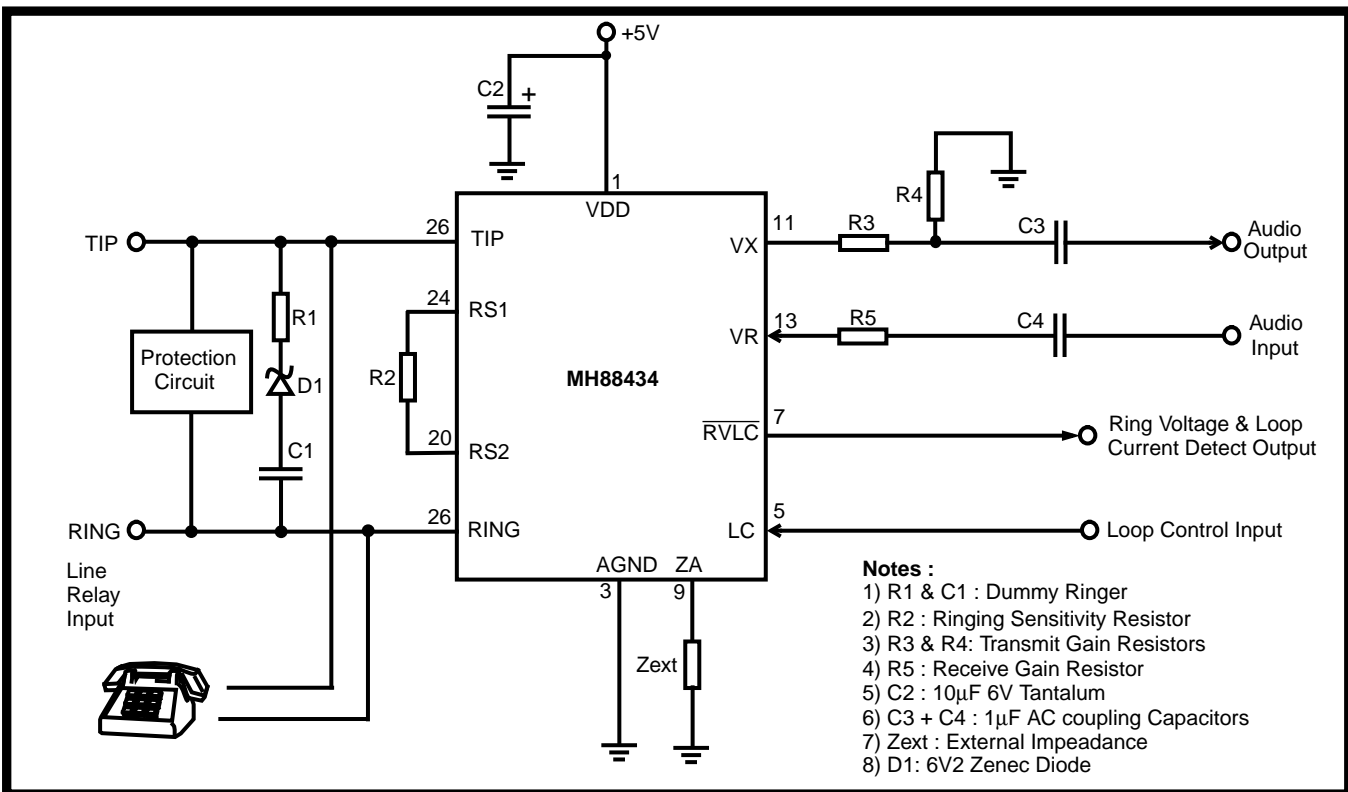 +5V
C2
+
1
VDD
TIP
26
TIP
R1
Protection
Circuit
D1
C1
24
RS1
R2
20
RS2
MH88434
RING
26
RING
Line
Relay
Input
AGND
ZA
3
9
Zext
VX
11
R3
R4
C3
Audio
Output
VR
13
R5
C4
Audio
Input
RVLC
7
Ring Voltage & Loop
Current Detect Output
LC
5
Loop Control Input
Notes :
1) R1 & C1 : Dummy Ringer
2) R2 : Ringing Sensitivity Resistor
3) R3 & R4: Transmit Gain Resistors
4) R5 : Receive Gain Resistor
5) C2 : 10μF 6V Tantalum
6) C3 + C4 : 1μF AC coupling Capacitors
7) Zext : External Impeadance
8) D1: 6V2 Zenec Diode